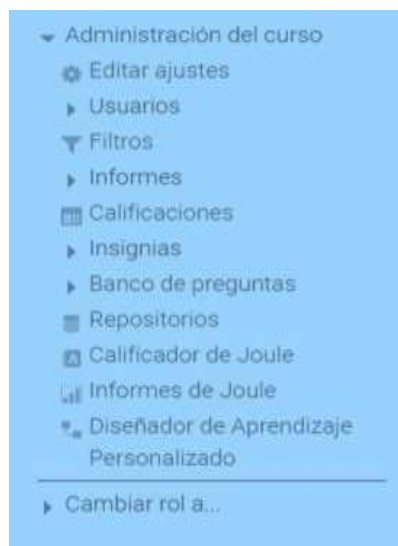 Administración del curso
Editar ajustes
Usuarios
Filtros
Informes
Calificaciones
Insignias
Banco de preguntas
Repositorios
Calificador de Joule
Informes de Joule
Diseñador de Aprendizaje
Personalizado
Cambiar rol a...